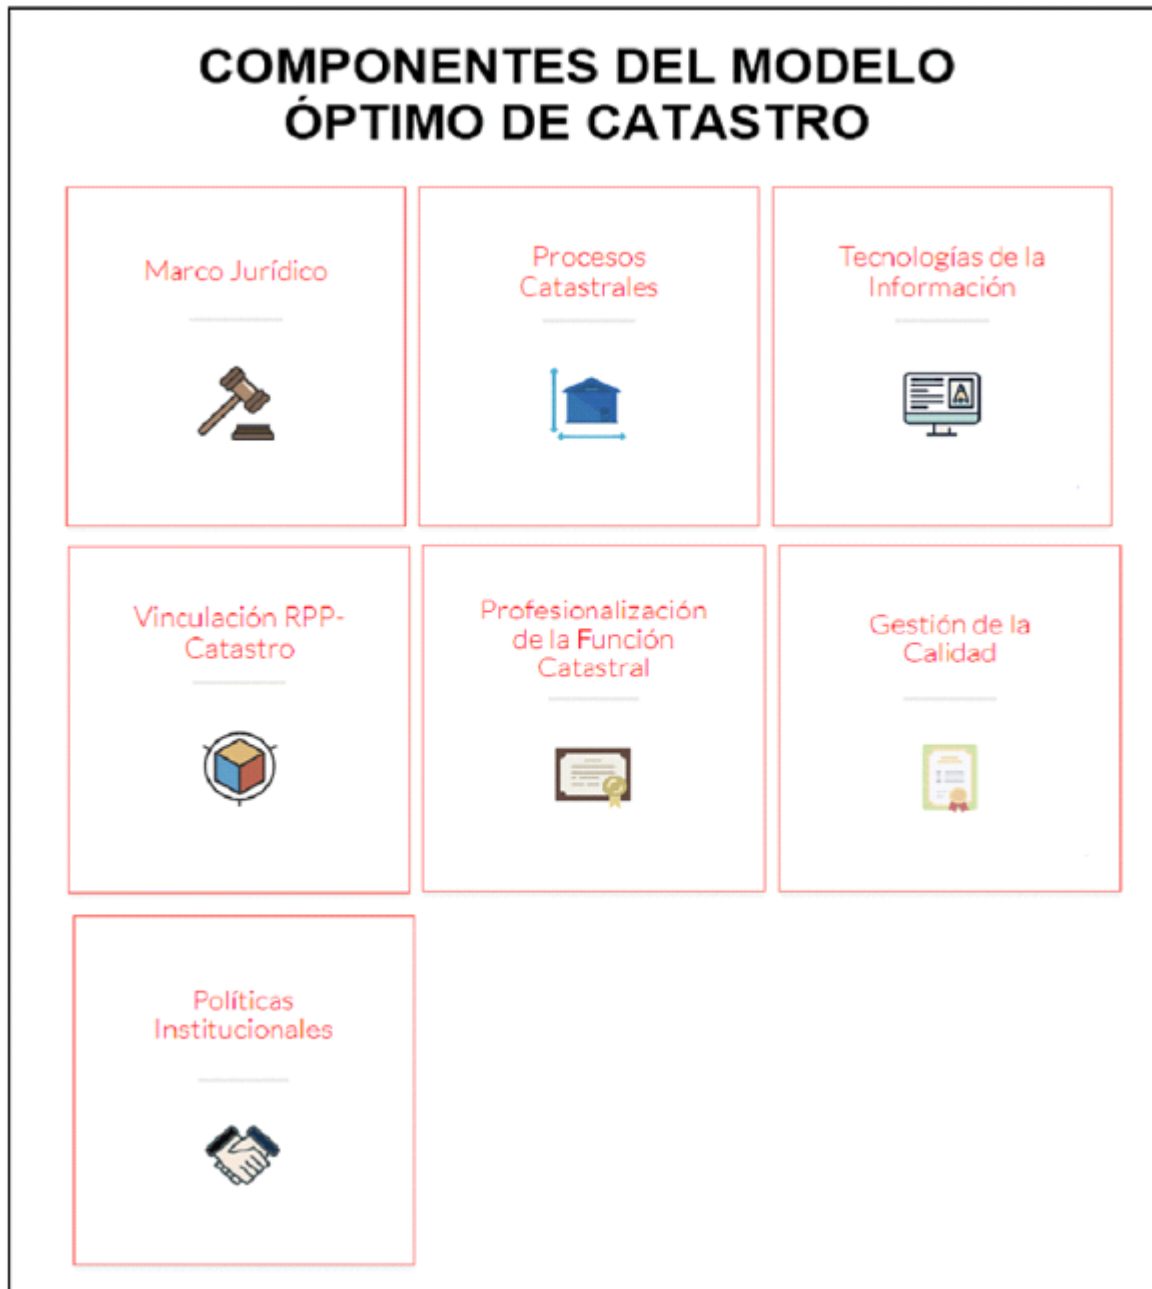 COMPONENTES DEL MODELO
ÓPTIMO DE CATASTRO
Marco Jurídico
Procesos
Catastrales
Tecnologías de la
Información
Vinculación RPP-
Catastro
Profesionalización
de la Función
Catastral
Gestión de la
Calidad
Políticas
Institucionales